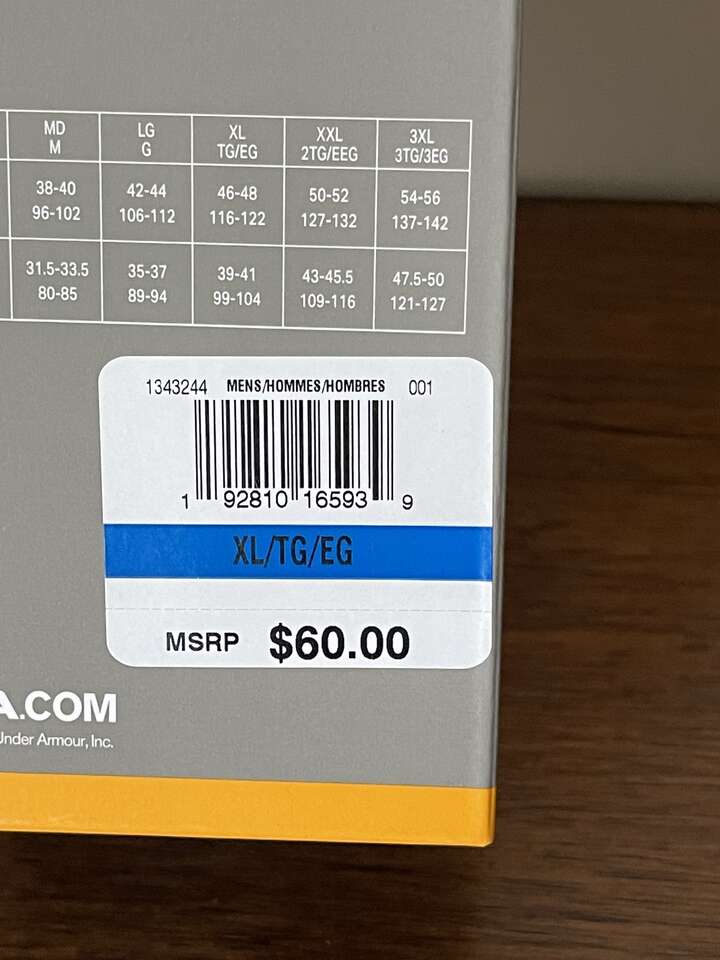 MD LG XL XXL 3XL
M G TG/EG 2TG/EEG 3TG/3EG
38-40 42-44 46-48 50-52 54-56
96-102 106-112 116-122 127-132 137-142
31.5-33.5 35-37 39-41 43-45.5 47.5-50
80-85 89-94 99-104 109-116 121-127
1343244 MENS/HOMMES/HOMBRES 001
1 92810 16593 9
XL/TG/EG
MSRP $60.00
A.COM
Under Armour, Inc.